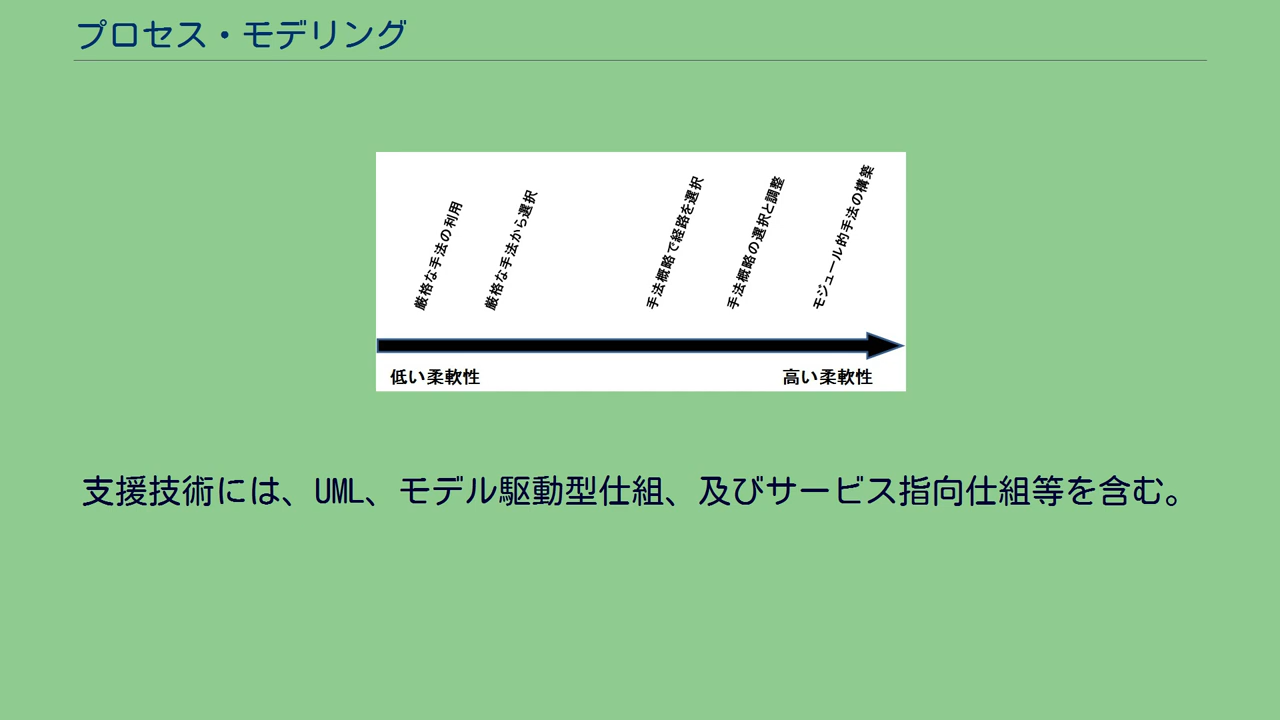 プロセス・モデリング
厳格な手法の利用
厳格な手法から選択
手法概略で経路を選択
手法概略の選択と調整
モジュール的手法の構築
低い柔軟性
高い柔軟性
支援技術には、UML、モデル駆動型仕組、及びサービス指向仕組等を含む。